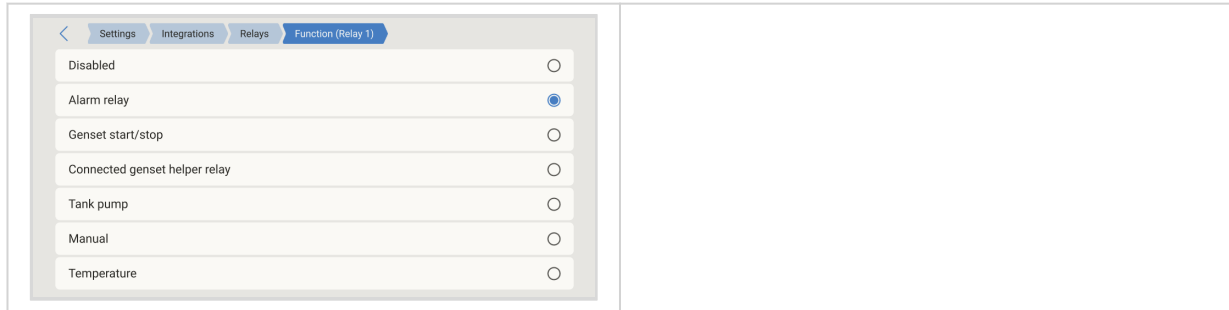 Settings Integrations Relays Function (Relay 1)
Disabled
Alarm relay
Genset start/stop
Connected genset helper relay
Tank pump
Manual
Temperature